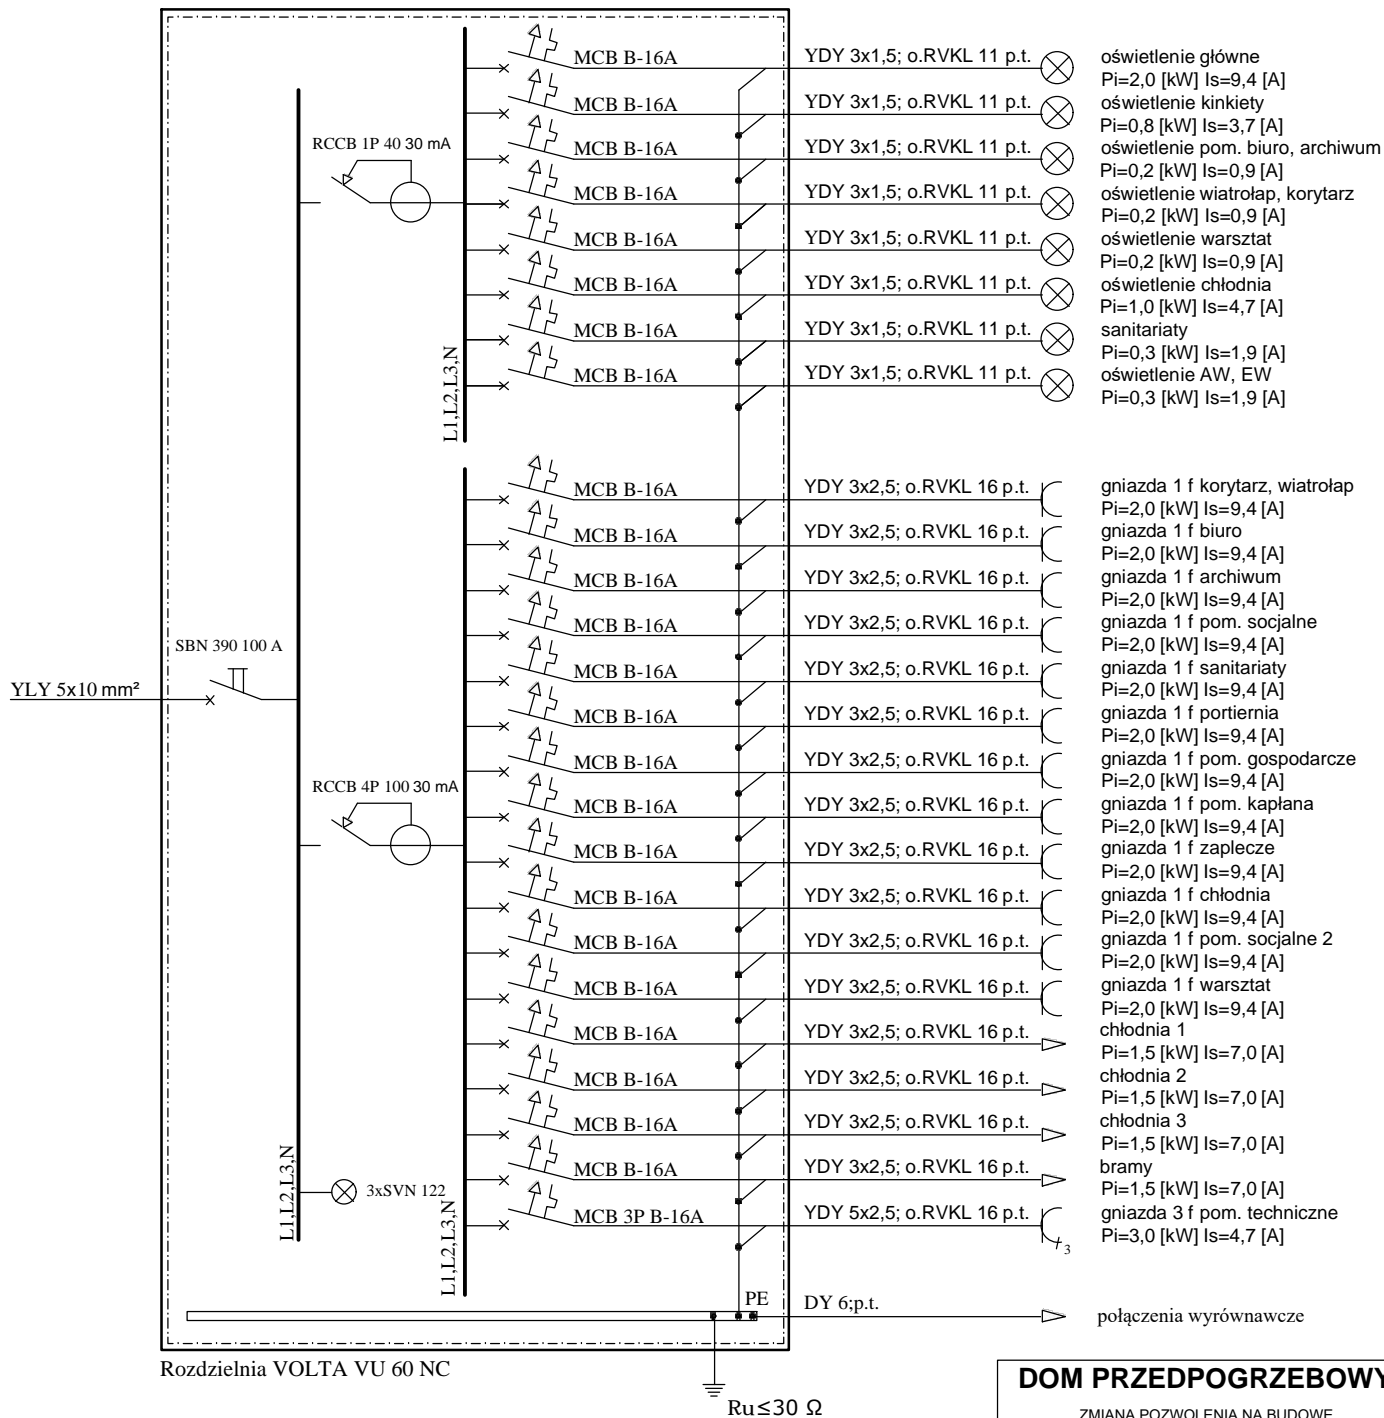 MCB B-16A YDY 3x1,5; o.RVKL 11 p.t. oświetlenie główne
Pi=2,0 [kW] Is=9,4 [A]
MCB B-16A YDY 3x1,5; o.RVKL 11 p.t. oświetlenie kinkiety
Pi=0,8 [kW] Is=3,7 [A]
RCCB 1P 40 30 mA
MCB B-16A YDY 3x1,5; o.RVKL 11 p.t. oświetlenie pom. biuro, archiwum
Pi=0,2 [kW] Is=0,9 [A]
MCB B-16A YDY 3x1,5; o.RVKL 11 p.t. oświetlenie wiatrołap, korytarz
Pi=0,2 [kW] Is=0,9 [A]
MCB B-16A YDY 3x1,5; o.RVKL 11 p.t. oświetlenie warsztat
Pi=0,2 [kW] Is=0,9 [A]
MCB B-16A YDY 3x1,5; o.RVKL 11 p.t. oświetlenie chłodnia
Pi=1,0 [kW] Is=4,7 [A]
MCB B-16A YDY 3x1,5; o.RVKL 11 p.t. sanitariaty
Pi=0,3 [kW] Is=1,9 [A]
MCB B-16A YDY 3x1,5; o.RVKL 11 p.t. oświetlenie AW, EW
Pi=0,3 [kW] Is=1,9 [A]
L1,L2,L3,N
MCB B-16A YDY 3x2,5; o.RVKL 16 p.t. gniazda 1 f korytarz, wiatrołap
Pi=2,0 [kW] Is=9,4 [A]
MCB B-16A YDY 3x2,5; o.RVKL 16 p.t. gniazda 1 f biuro
Pi=2,0 [kW] Is=9,4 [A]
MCB B-16A YDY 3x2,5; o.RVKL 16 p.t. gniazda 1 f archiwum
Pi=2,0 [kW] Is=9,4 [A]
MCB B-16A YDY 3x2,5; o.RVKL 16 p.t. gniazda 1 f pom. socjalne
Pi=2,0 [kW] Is=9,4 [A]
SBN 390 100 A
MCB B-16A YDY 3x2,5; o.RVKL 16 p.t. gniazda 1 f sanitariaty
Pi=2,0 [kW] Is=9,4 [A]
YLY 5x10 mm²
MCB B-16A YDY 3x2,5; o.RVKL 16 p.t. gniazda 1 f portiernia
Pi=2,0 [kW] Is=9,4 [A]
MCB B-16A YDY 3x2,5; o.RVKL 16 p.t. gniazda 1 f pom. gospodarcze
Pi=2,0 [kW] Is=9,4 [A]
RCCB 4P 100 30 mA
MCB B-16A YDY 3x2,5; o.RVKL 16 p.t. gniazda 1 f pom. kapłana
Pi=2,0 [kW] Is=9,4 [A]
MCB B-16A YDY 3x2,5; o.RVKL 16 p.t. gniazda 1 f zaplecze
Pi=2,0 [kW] Is=9,4 [A]
MCB B-16A YDY 3x2,5; o.RVKL 16 p.t. gniazda 1 f chłodnia
Pi=2,0 [kW] Is=9,4 [A]
MCB B-16A YDY 3x2,5; o.RVKL 16 p.t. gniazda 1 f pom. socjalne 2
Pi=2,0 [kW] Is=9,4 [A]
MCB B-16A YDY 3x2,5; o.RVKL 16 p.t. gniazda 1 f warsztat
Pi=2,0 [kW] Is=9,4 [A]
MCB B-16A YDY 3x2,5; o.RVKL 16 p.t. chłodnia 1
Pi=1,5 [kW] Is=7,0 [A]
MCB B-16A YDY 3x2,5; o.RVKL 16 p.t. chłodnia 2
Pi=1,5 [kW] Is=7,0 [A]
MCB B-16A YDY 3x2,5; o.RVKL 16 p.t. chłodnia 3
Pi=1,5 [kW] Is=7,0 [A]
MCB B-16A YDY 3x2,5; o.RVKL 16 p.t. bramy
Pi=1,5 [kW] Is=7,0 [A]
L1,L2,L3,N
3xSVN 122
MCB 3P B-16A YDY 5x2,5; o.RVKL 16 p.t. gniazda 3 f pom. techniczne
Pi=3,0 [kW] Is=4,7 [A]
3
L1,L2,L3,N
PE DY 6;p.t. połączenia wyrównawcze
Rozdzielnia VOLTA VU 60 NC
Ru≤30 Ω
DOM PRZEDPOGRZEBOWY
ZMIANA POZWOLENIA NA BUDOWĘ